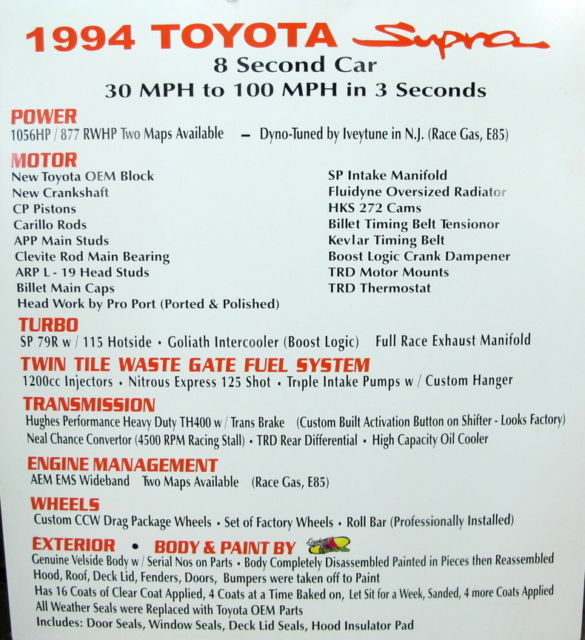 1994 TOYOTA Supra
8 Second Car
30 MPH to 100 MPH in 3 Seconds
POWER
1056HP / 877 RWHP Two Maps Available – Dyno-Tuned by Iveytune in N.J. (Race Gas, E85)
MOTOR
New Toyota OEM Block
New Crankshaft
CP Pistons
Carillo Rods
APP Main Studs
Clevite Rod Main Bearing
ARP L - 19 Head Studs
Billet Main Caps
Head Work by Pro Port (Ported & Polished)
SP Intake Manifold
Fluidyne Oversized Radiator
HKS 272 Cams
Billet Timing Belt Tensionor
Kevlar Timing Belt
Boost Logic Crank Dampener
TRD Motor Mounts
TRD Thermostat
TURBO
SP 79R w / 115 Hotside • Goliath Intercooler (Boost Logic) Full Race Exhaust Manifold
TWIN TILE WASTE GATE FUEL SYSTEM
1200cc Injectors • Nitrous Express 125 Shot • Triple Intake Pumps w / Custom Hanger
TRANSMISSION
Hughes Performance Heavy Duty TH400 w / Trans Brake (Custom Built Activation Button on Shifter - Looks Factory)
Neal Chance Convertor (4500 RPM Racing Stall) • TRD Rear Differential • High Capacity Oil Cooler
ENGINE MANAGEMENT
AEM EMS Wideband Two Maps Available (Race Gas, E85)
WHEELS
Custom CCW Drag Package Wheels • Set of Factory Wheels • Roll Bar (Professionally Installed)
EXTERIOR • BODY & PAINT BY
Genuine Velside Body w / Serial Nos on Parts • Body Completely Disassembled Painted in Pieces then Reassembled
Hood, Roof, Deck Lid, Fenders, Doors, Bumpers were taken off to Paint
Has 16 Coats of Clear Coat Applied, 4 Coats at a Time Baked on, Let Sit for a Week, Sanded, 4 more Coats Applied
All Weather Seals were Replaced with Toyota OEM Parts
Includes: Door Seals, Window Seals, Deck Lid Seals, Hood Insulator Pad